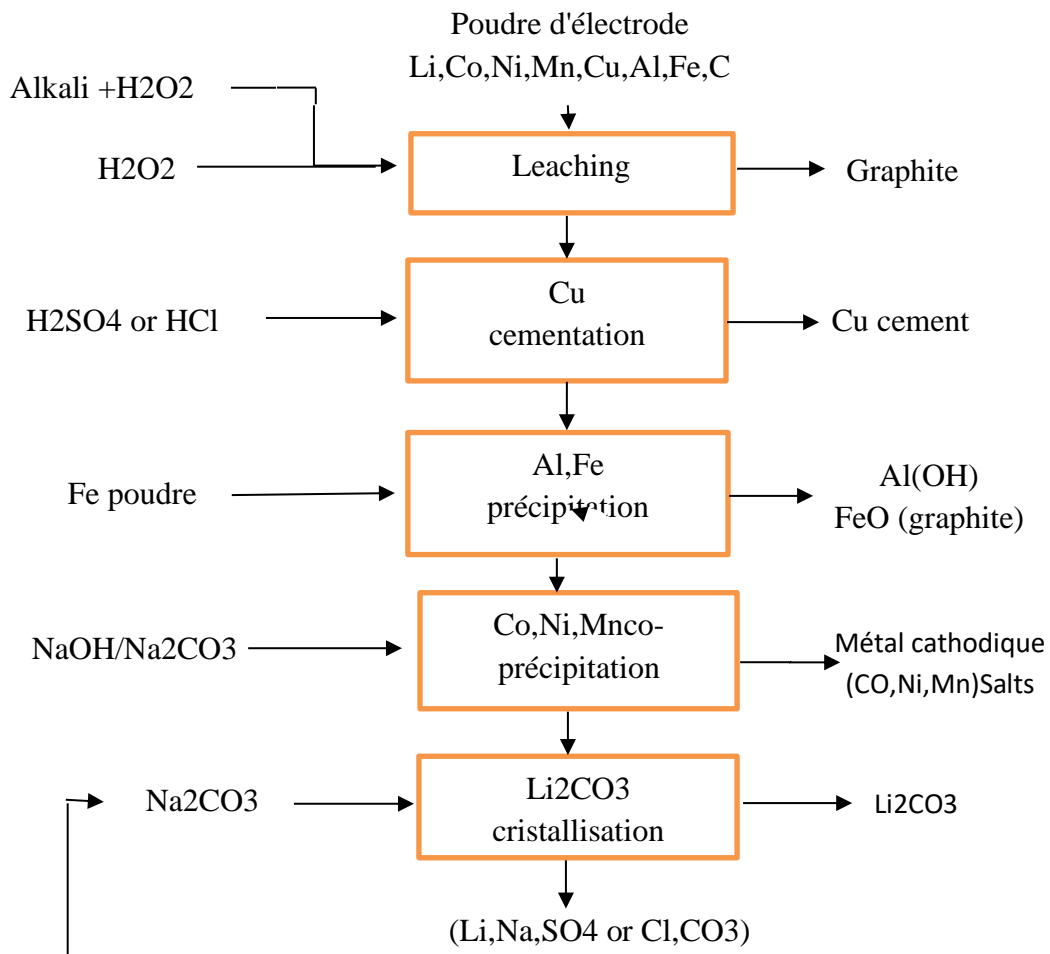 Poudre d'électrode
Li,Co,Ni,Mn,Cu,Al,Fe,C
Alkali +H2O2
H2O2
Leaching
Graphite
H2SO4 or HCl
Cu
cementation
Cu cement
Fe poudre
Al,Fe
précipitation
Al(OH)
FeO (graphite)
NaOH/Na2CO3
Co,Ni,Mnco-
précipitation
Métal cathodique
(CO,Ni,Mn)Salts
Na2CO3
Li2CO3
cristallisation
Li2CO3
(Li,Na,SO4 or Cl,CO3)